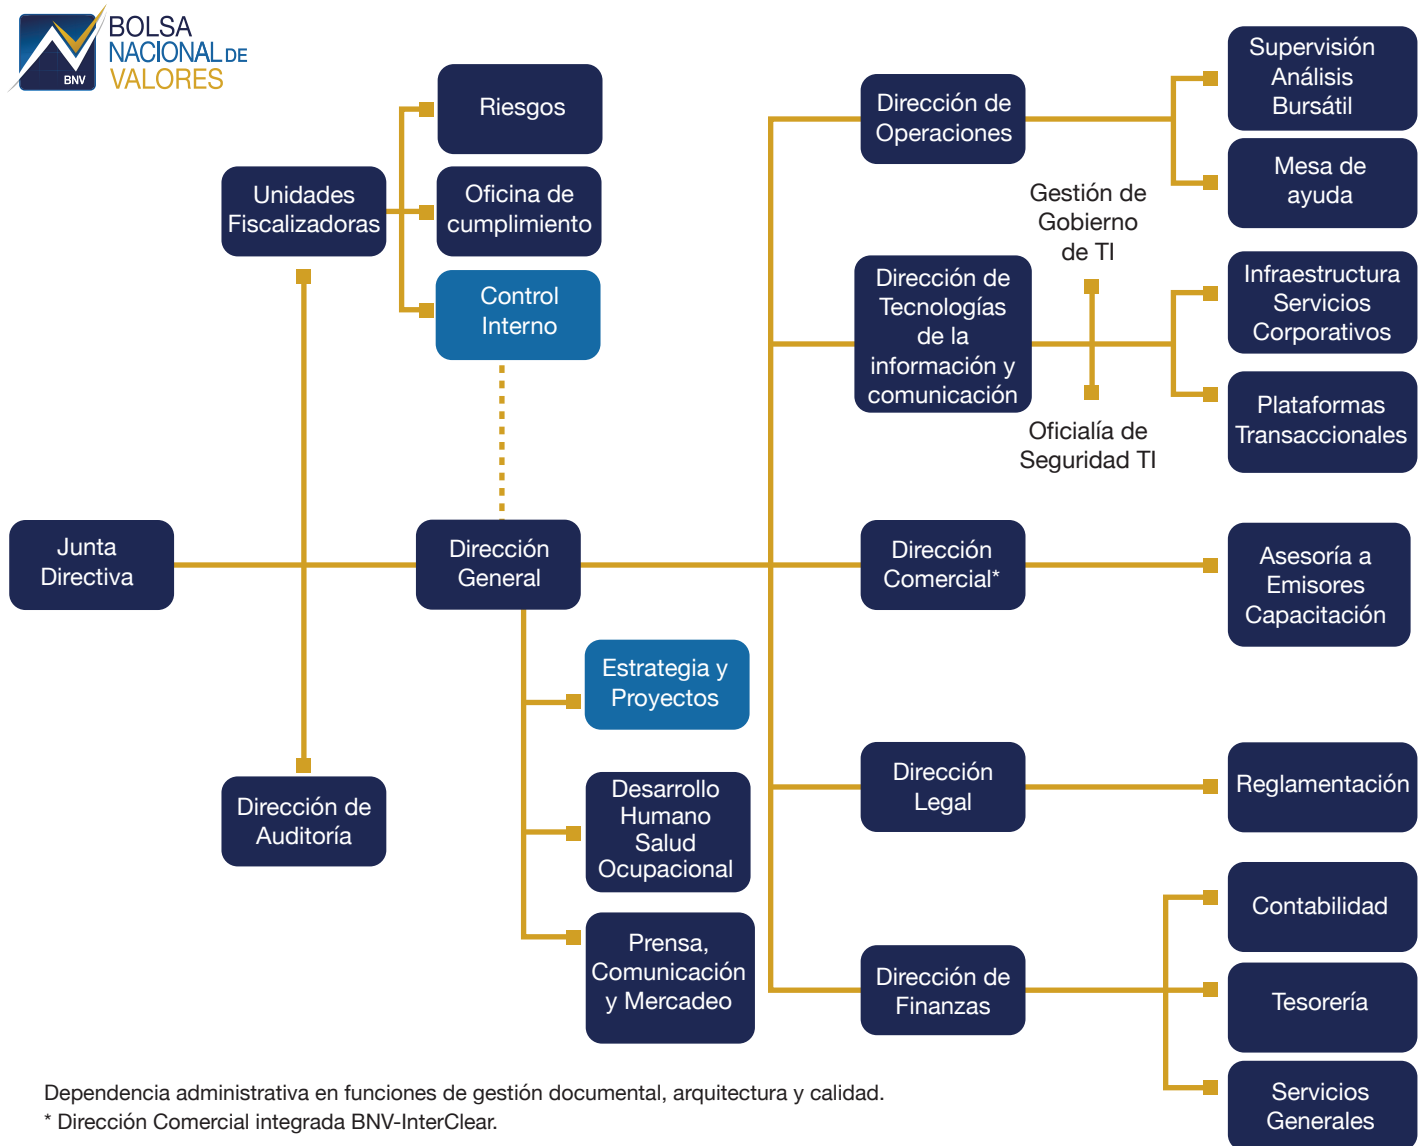 BOLSA
NACIONAL DE
VALORES
BNV
Riesgos
Unidades
Fiscalizadoras
Oficina de
cumplimiento
Control
Interno
Junta
Directiva
Dirección
General
Dirección de
Auditoría
Estrategia y
Proyectos
Desarrollo
Humano
Salud
Ocupacional
Prensa,
Comunicación
y Mercadeo
Dirección de
Operaciones
Supervisión
Análisis
Bursátil
Mesa de
ayuda
Gestión de
Gobierno
de TI
Dirección de
Tecnologías
de la
información y
comunicación
Oficialía de
Seguridad TI
Infraestructura
Servicios
Corporativos
Plataformas
Transaccionales
Dirección
Comercial*
Asesoría a
Emisores
Capacitación
Dirección
Legal
Reglamentación
Dirección de
Finanzas
Contabilidad
Tesorería
Servicios
Generales
Dependencia administrativa en funciones de gestión documental, arquitectura y calidad.
* Dirección Comercial integrada BNV-InterClear.